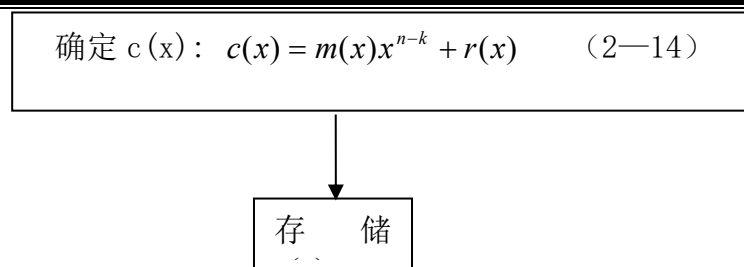 确定 c(x): c(x) = m(x)x^{n-k} + r(x) （2—14）
存 储